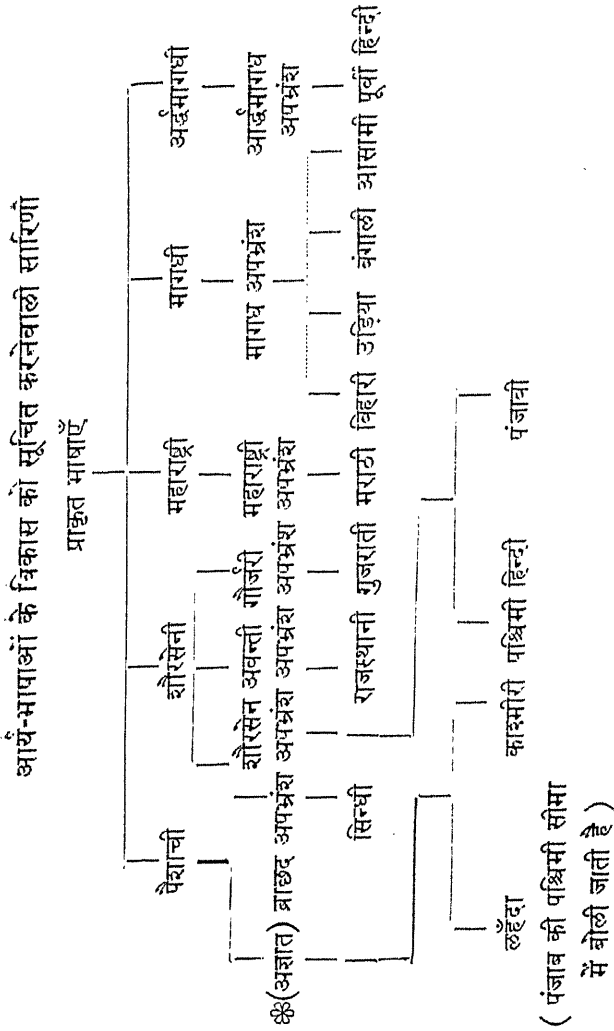 आर्य-भाषाओं के विकास को सूचित करनेवाली सारिणी
प्राकृत भाषाएँ
पैशाची शौरसेनी महाराष्ट्री मागधी अर्द्धमागधी
❀(अज्ञात) ब्राछद अपभ्रंश शौरसेन अपभ्रंश अवन्ती अपभ्रंश गौर्जरी अपभ्रंश महाराष्ट्री अपभ्रंश मागध अपभ्रंश आर्द्धमागध अपभ्रंश
सिन्धी राजस्थानी गुजराती मराठी बिहारी उड़िया बंगाली आसामी पूर्वी हिन्दी
लहँदा काश्मीरी पश्चिमी हिन्दी पंजाबी
( पंजाब की पश्चिमी सीमा
में बोली जाती है )